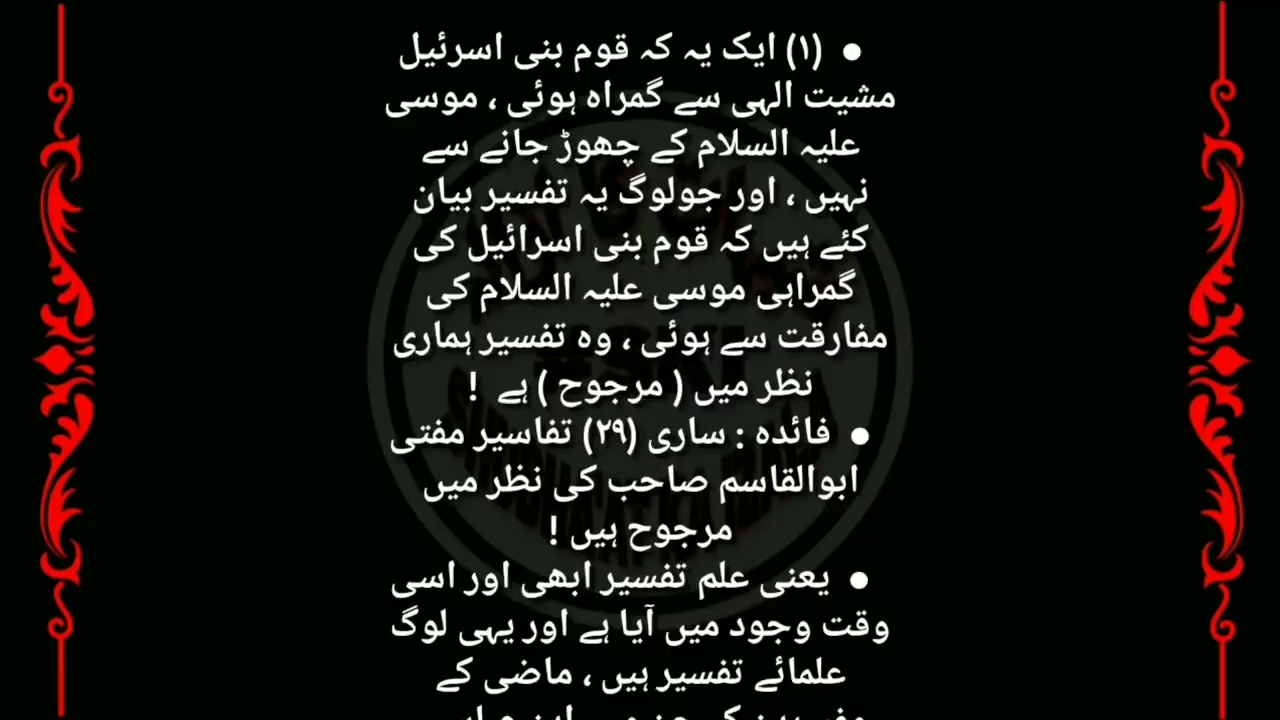 ● (۱) ایک یہ کہ قوم بنی اسرئیل
مشیت الہی سے گمراہ ہوئی ، موسی
علیہ السلام کے چھوڑ جانے سے
نہیں ، اور جولوگ یہ تفسیر بیان
کئے ہیں کہ قوم بنی اسرائیل کی
گمراہی موسی علیہ السلام کی
مفارقت سے ہوئی ، وہ تفسیر ہماری
نظر میں ( مرجوح ) ہے !
● فائدہ : ساری (۲۹) تفاسیر مفتی
ابوالقاسم صاحب کی نظر میں
مرجوح ہیں !
● یعنی علم تفسیر ابھی اور اسی
وقت وجود میں آیا ہے اور یہی لوگ
علمائے تفسیر ہیں ، ماضی کے